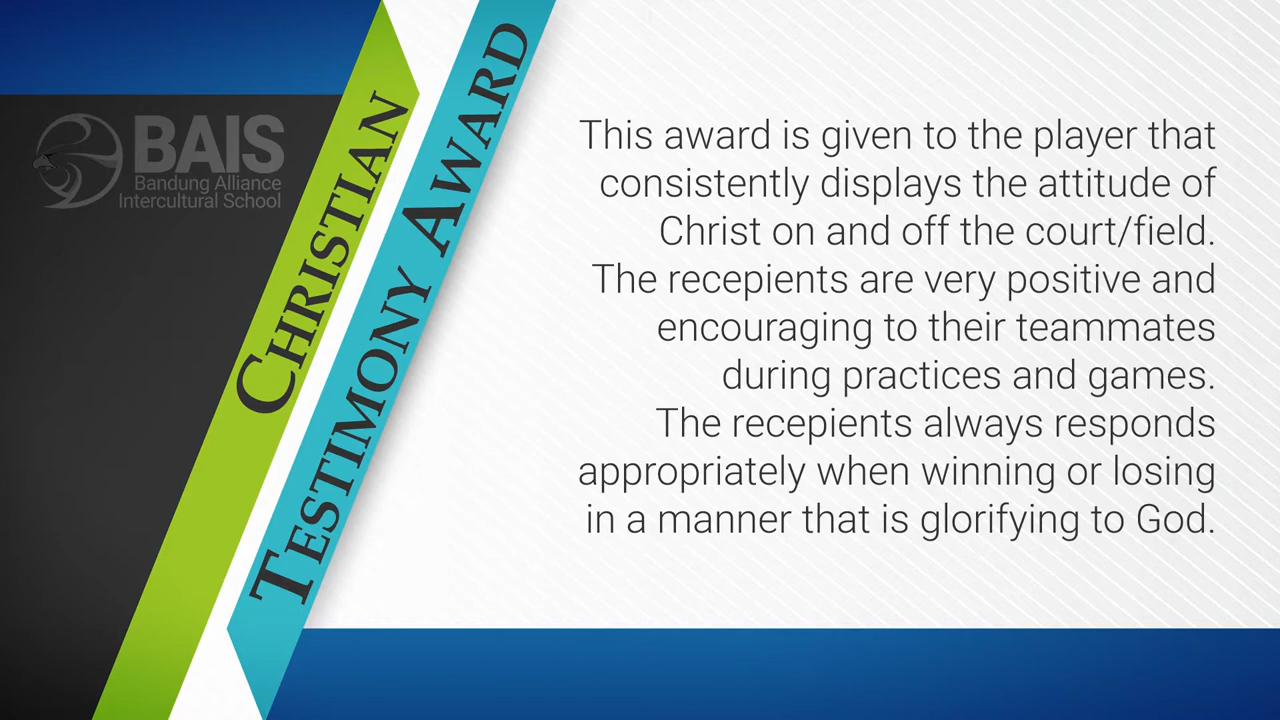 BAIS
Bandung Alliance
Intercultural School
CHRISTIAN
TESTIMONY AWARD
This award is given to the player that
consistently displays the attitude of
Christ on and off the court/field.
The recepients are very positive and
encouraging to their teammates
during practices and games.
The recepients always responds
appropriately when winning or losing
in a manner that is glorifying to God.